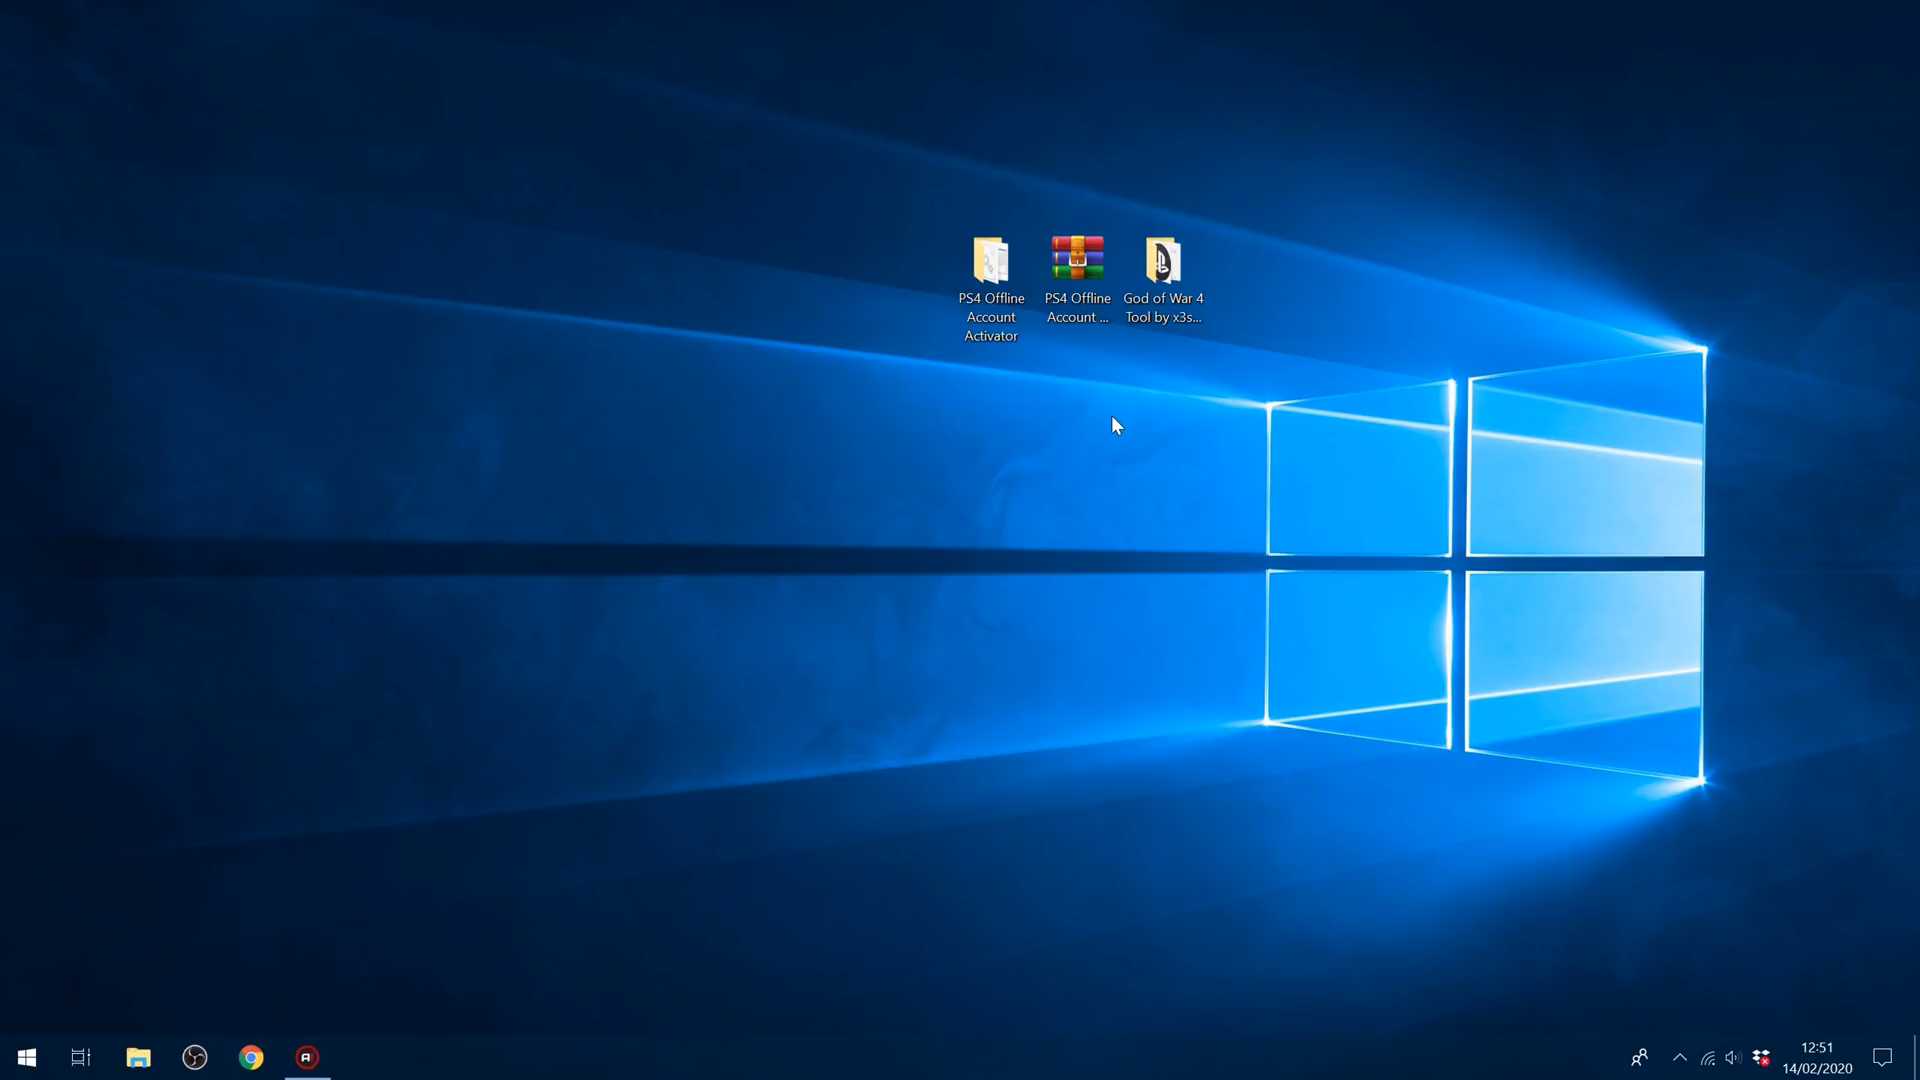 PS4 Offline
Account
Activator
PS4 Offline
Account ...
God of War 4
Tool by x3s...
12:51
14/02/2020